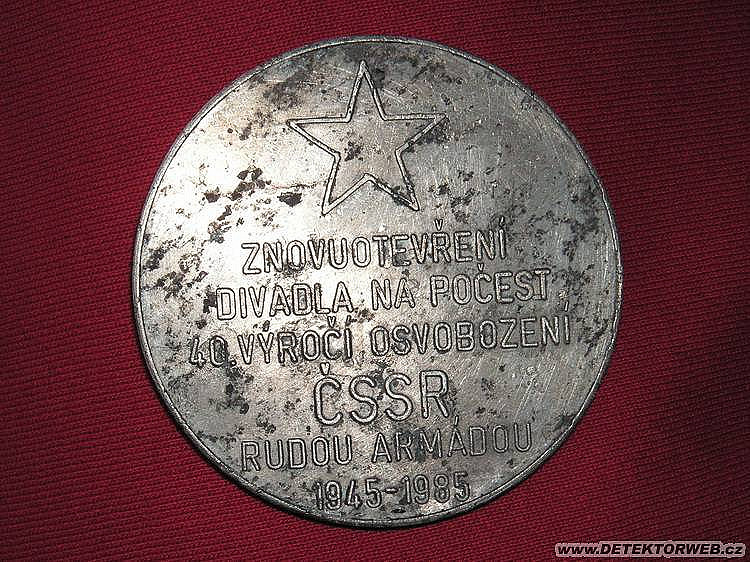 ZNOVUOTEVŘENÍ
DIVADLA NA POČEST
40. VÝROČÍ OSVOBOZENÍ
ČSSR
RUDOU ARMÁDOU
1945-1985
www.DETEKTORWEB.cz